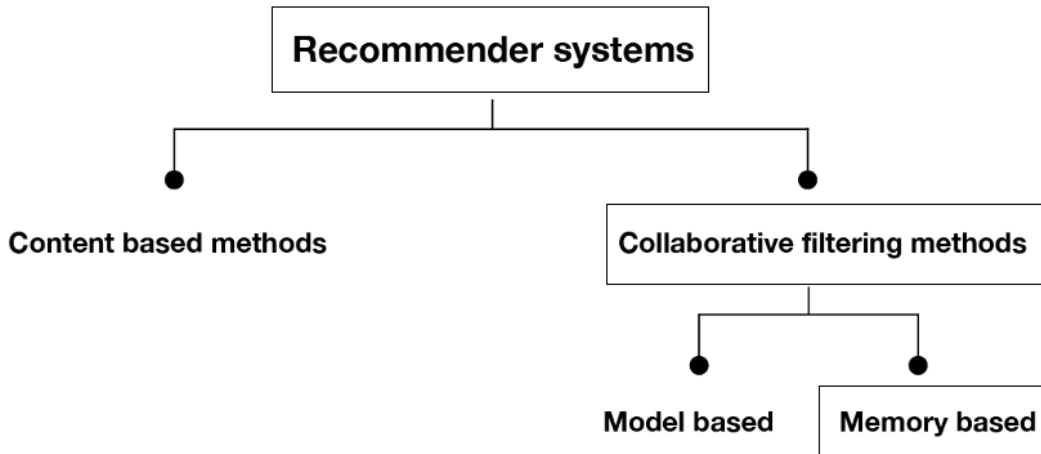 Recommender systems
Content based methods
Collaborative filtering methods
Model based
Memory based